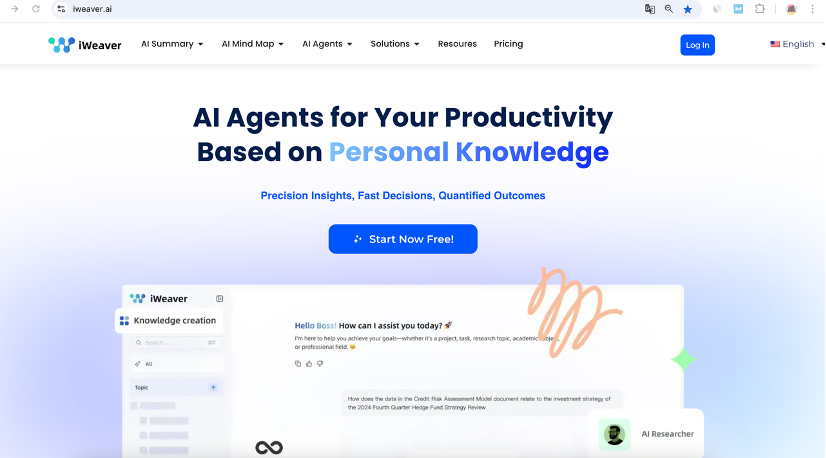 iweaver.ai
iWeaver
AI Summary
AI Mind Map
AI Agents
Solutions
Resoures
Pricing
Log In
English
AI Agents for Your Productivity
Based on Personal Knowledge
Precision Insights, Fast Decisions, Quantified Outcomes
Start Now Free!
iWeaver
Knowledge creation
Search...
⌘F
All
Topic
+
Hello Boss! How can I assist you today? 🚀
I'm here to help you achieve your goals—whether it's a project, task, research topic, academic subject,
or professional field. 😊
How does the data in the Credit Risk Assessment Model document relate to the investment strategy of
the 2024 Fourth Quarter Hedge Fund Strategy Review
AI Researcher